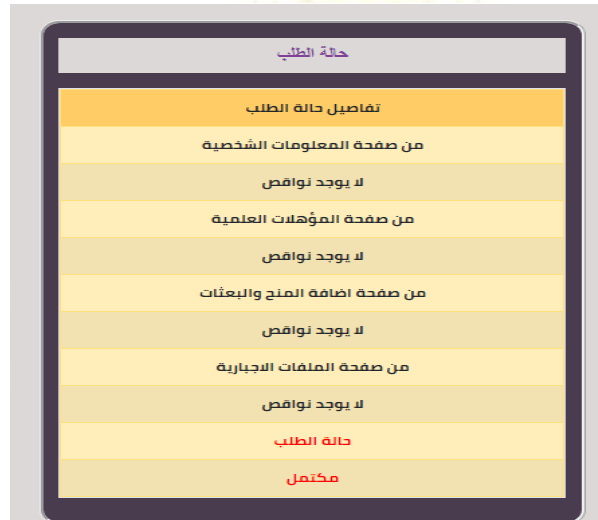 حالة الطلب
تفاصيل حالة الطلب
من صفحة المعلومات الشخصية
لا يوجد نواقص
من صفحة المؤهلات العلمية
لا يوجد نواقص
من صفحة اضافة المنح والبعثات
لا يوجد نواقص
من صفحة الملفات الاجبارية
لا يوجد نواقص
حالة الطلب
مكتمل